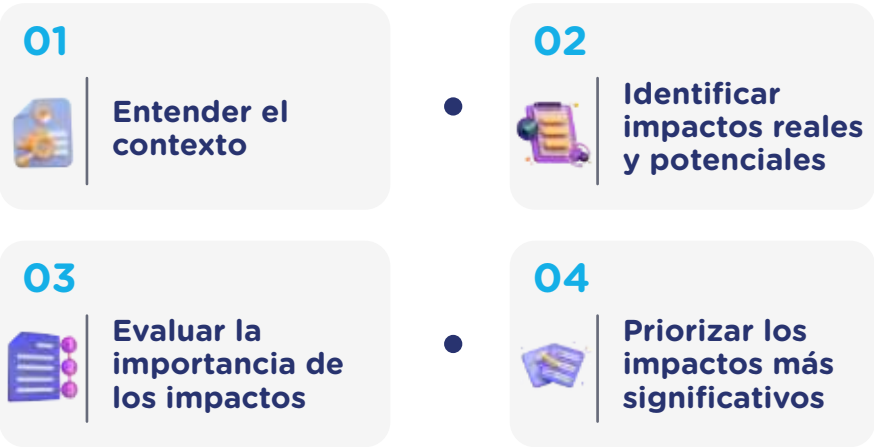 01
Entender el
contexto
02
Identificar
impactos reales
y potenciales
03
Evaluar la
importancia de
los impactos
04
Priorizar los
impactos más
significativos